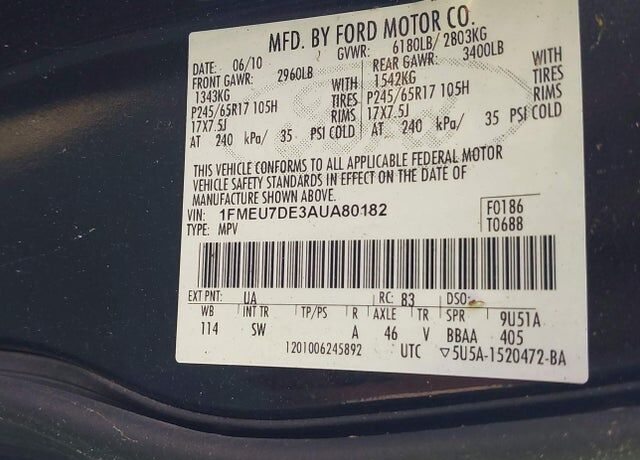 MFD. BY FORD MOTOR CO.
DATE: 06/10 GVWR: 6180LB/ 2803KG
FRONT GAWR: 2960LB REAR GAWR: 3400LB
1343KG WITH 1542KG WITH
P245/65R17 105H TIRES P245/65R17 105H TIRES
17X7.5J RIMS 17X7.5J RIMS
AT 240 kPa/ 35 PSI COLD AT 240 kPa/ 35 PSI COLD
THIS VEHICLE CONFORMS TO ALL APPLICABLE FEDERAL MOTOR
VEHICLE SAFETY STANDARDS IN EFFECT ON THE DATE OF
MANUFACTURE SHOWN ABOVE.
VIN: 1FMEU7DE3AUA80182 F0186
TYPE: MPV T0688
EXT PNT: UA RC: 83 DSO:
WB INT TR TP/PS R AXLE TR SPR 9U51A
114 SW A 46 V BBAA 405
1201006245892 UTC ▽5U5A-1520472-BA